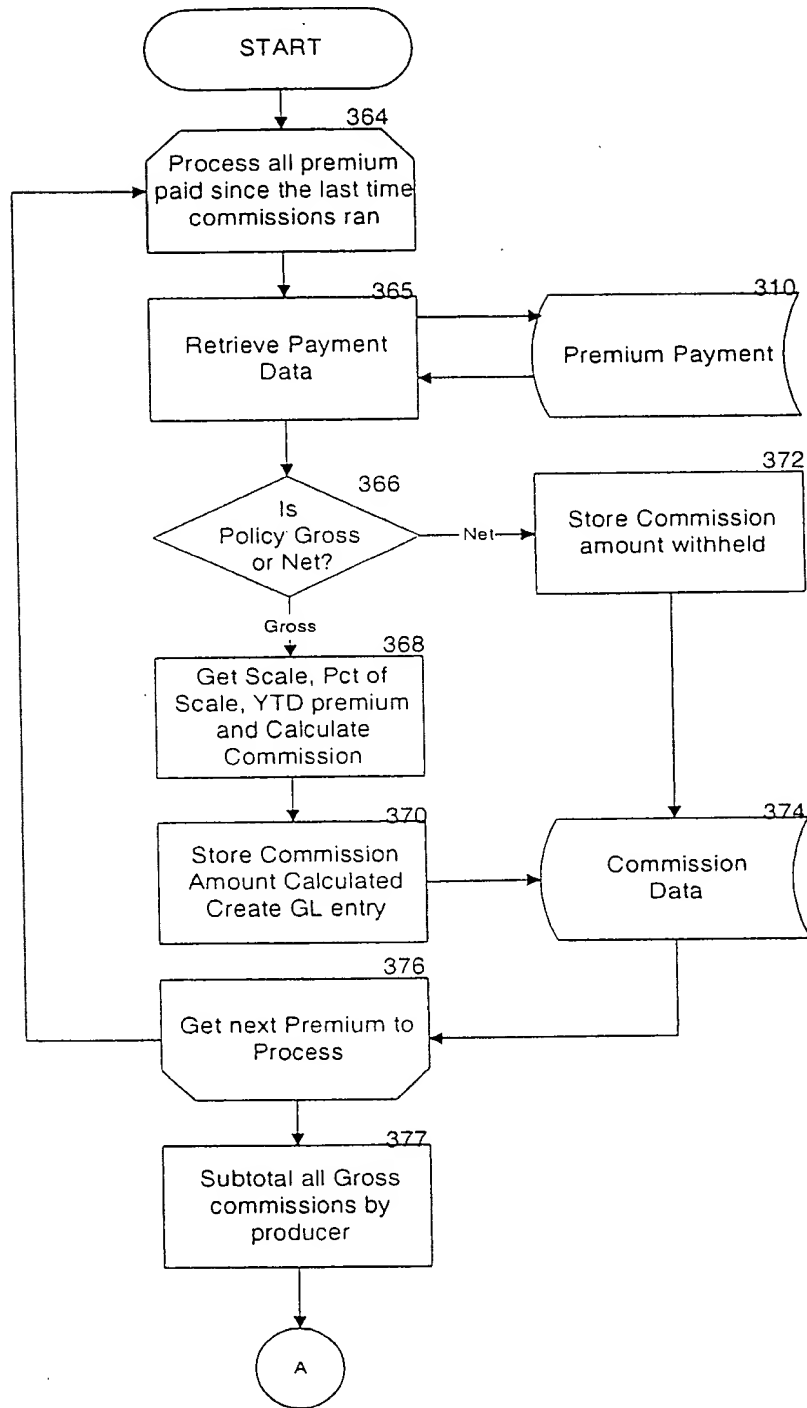 START
364
Process all premium
paid since the last time
commissions ran
365
Retrieve Payment
Data
310
Premium Payment
366
Is
Policy Gross
or Net?
Net
372
Store Commission
amount withheld
Gross
368
Get Scale, Pct of
Scale, YTD premium
and Calculate
Commission
370
Store Commission
Amount Calculated
Create GL entry
374
Commission
Data
376
Get next Premium to
Process
377
Subtotal all Gross
commissions by
producer
A